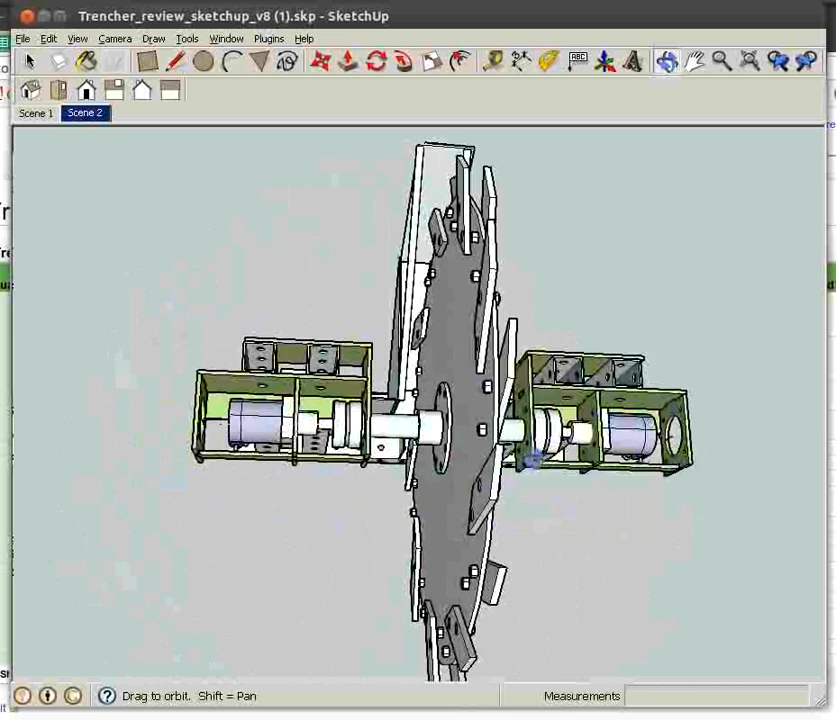 Trencher_review_sketchup_v8 (1).skp - SketchUp
File Edit View Camera Draw Tools Window Plugins Help
ABC
Scene 1 Scene 2
Drag to orbit. Shift = Pan Measurements